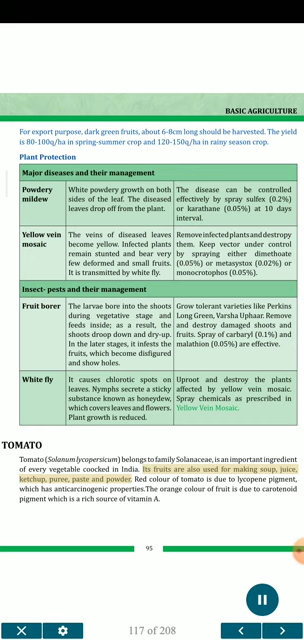 BASIC AGRICULTURE
For export purpose, dark green fruits, about 6-8cm long should be harvested. The yield
is 80-100q/ha in spring-summer crop and 120-150q/ha in rainy season crop.
Plant Protection
Major diseases and their management
Powdery
mildew
White powdery growth on both
sides of the leaf. The diseased
leaves drop off from the plant.
The disease can be controlled
effectively by spray sulfex (0.2%)
or karathane (0.05%) at 10 days
interval.
Yellow vein
mosaic
The veins of diseased leaves
become yellow. Infected plants
remain stunted and bear very
few deformed and small fruits.
It is transmitted by white fly.
Remove infected plants and destropy
them. Keep vector under control
by spraying either dimethoate
(0.05%) or metasystox (0.02%) or
monocrotophos (0.05%).
Insect- pests and their management
Fruit borer
The larvae bore into the shoots
during vegetative stage and
feeds inside; as a result, the
shoots droop down and dry-up.
In the later stages, it infests the
fruits, which become disfigured
and show holes.
Grow tolerant varieties like Perkins
Long Green, Varsha Uphaar. Remove
and destroy damaged shoots and
fruits. Spray of carbaryl (0.1%) and
malathion (0.05%) are effective.
White fly
It causes chlorotic spots on
leaves. Nymphs secrete a sticky
substance known as honeydew,
which covers leaves and flowers.
Plant growth is reduced.
Uproot and destroy the plants
affected by yellow vein mosaic.
Spray chemicals as prescribed in
Yellow Vein Mosaic.
TOMATO
Tomato (Solanum lycopersicum) belongs to family Solanaceae, is an important ingredient
of every vegetable coocked in India. Its fruits are also used for making soup, juice,
ketchup, puree, paste and powder. Red colour of tomato is due to lycopene pigment,
which has anticarcinogenic properties.The orange colour of fruit is due to carotenoid
pigment which is a rich source of vitamin A.
95
117 of 208